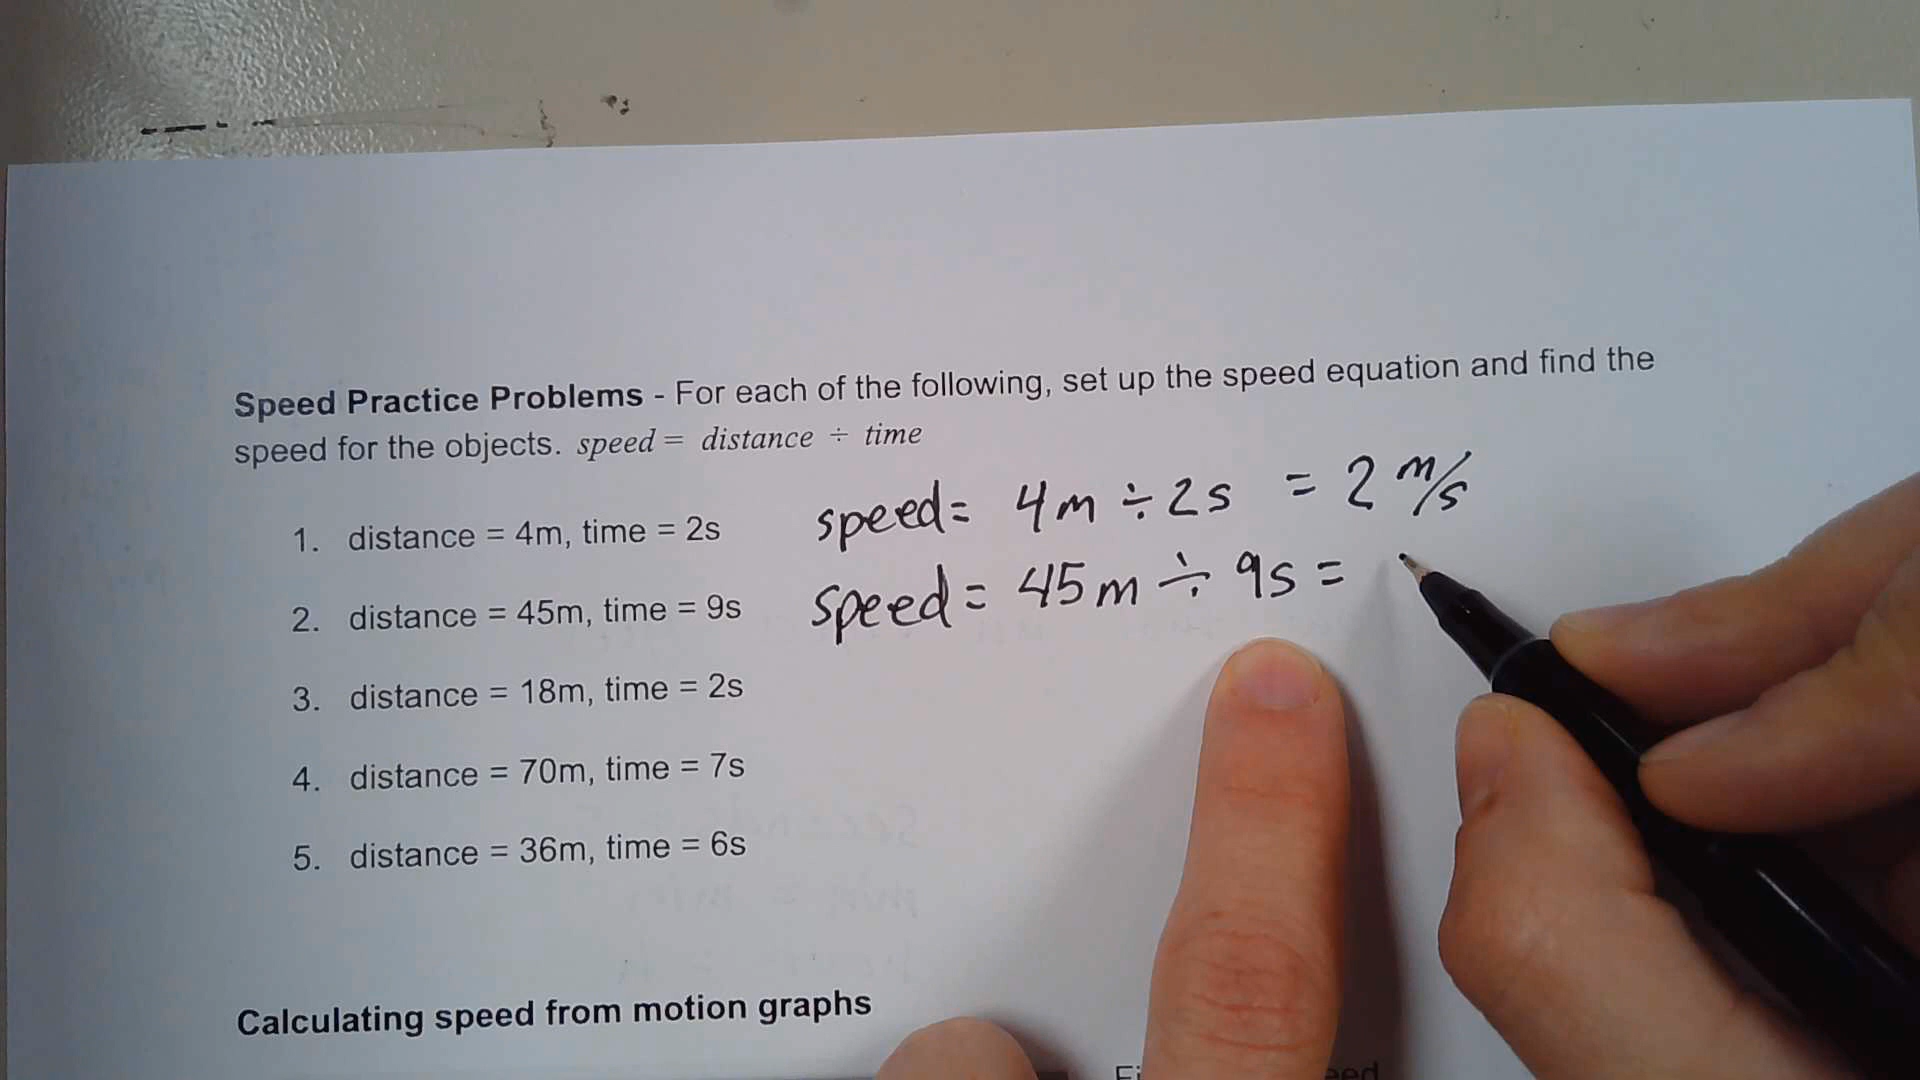 Speed Practice Problems - For each of the following, set up the speed equation and find the
speed for the objects. speed = distance ÷ time
1. distance = 4m, time = 2s
speed = 4m ÷ 2s = 2 m/s
2. distance = 45m, time = 9s
speed = 45m ÷ 9s =
3. distance = 18m, time = 2s
4. distance = 70m, time = 7s
5. distance = 36m, time = 6s
Calculating speed from motion graphs